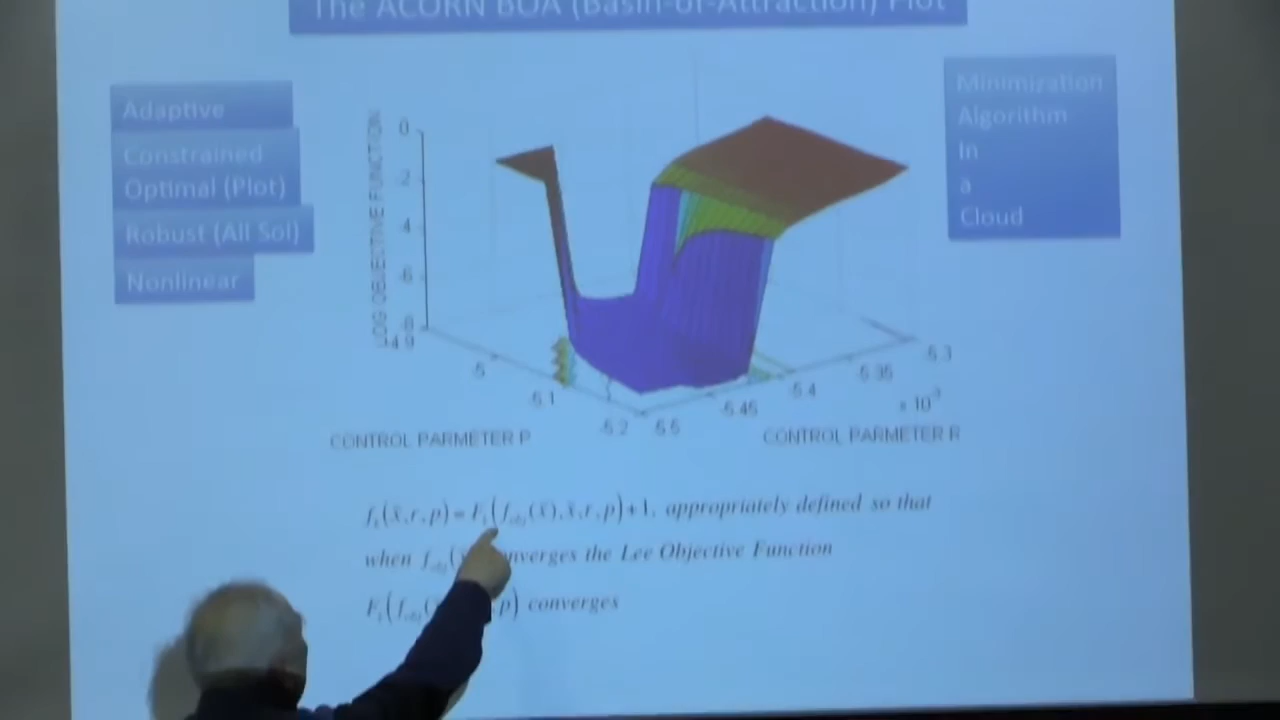 The ACORN BOA (Basin-of-Attraction) Plot
Adaptive
Constrained
Optimal (Plot)
Robust (All Sol)
Nonlinear
Minimization
Algorithm
In
a
Cloud
LOG OBJECTIVE FUNCTION
0
-2
-4
-6
-8
-4.9
-5
-5.1
-5.2
-5.5
-5.45
-5.4
-5.35
-5.3
x 10
CONTROL PARMETER P
CONTROL PARMETER R
appropriately defined so that
when converges the Lee Objective Function
converges